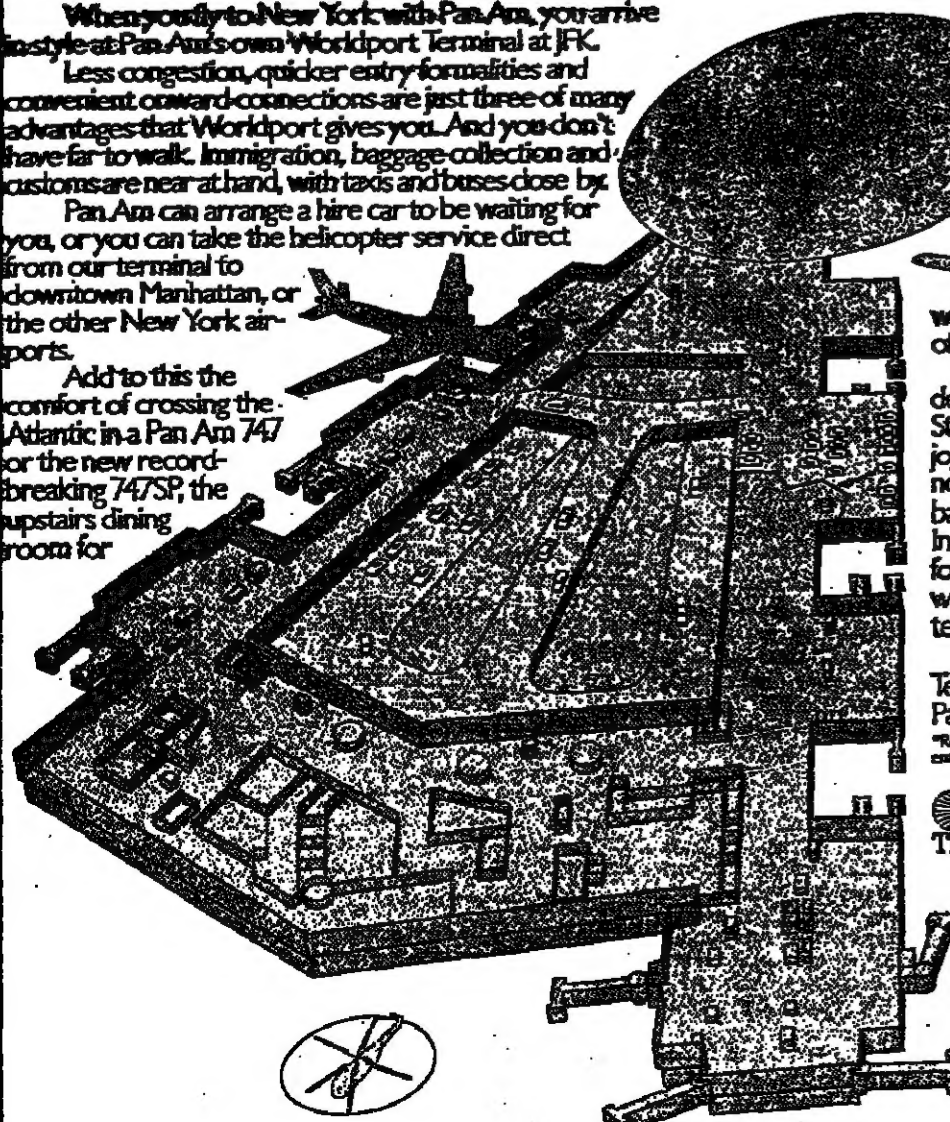 When you fly to New York with Pan Am, you arrive
in style at Pan Am's own Worldport Terminal at JFK.
Less congestion, quicker entry formalities and
convenient onward connections are just three of many
advantages that Worldport gives you. And you don't
have far to walk. Immigration, baggage collection and
customs are near at hand, with taxis and buses close by.
Pan Am can arrange a hire car to be waiting for
you, or you can take the helicopter service direct
from our terminal to
downtown Manhattan, or
the other New York air-
ports.
Add to this the
comfort of crossing the
Atlantic in a Pan Am 747
or the new record-
breaking 747SP, the
upstairs dining
room for